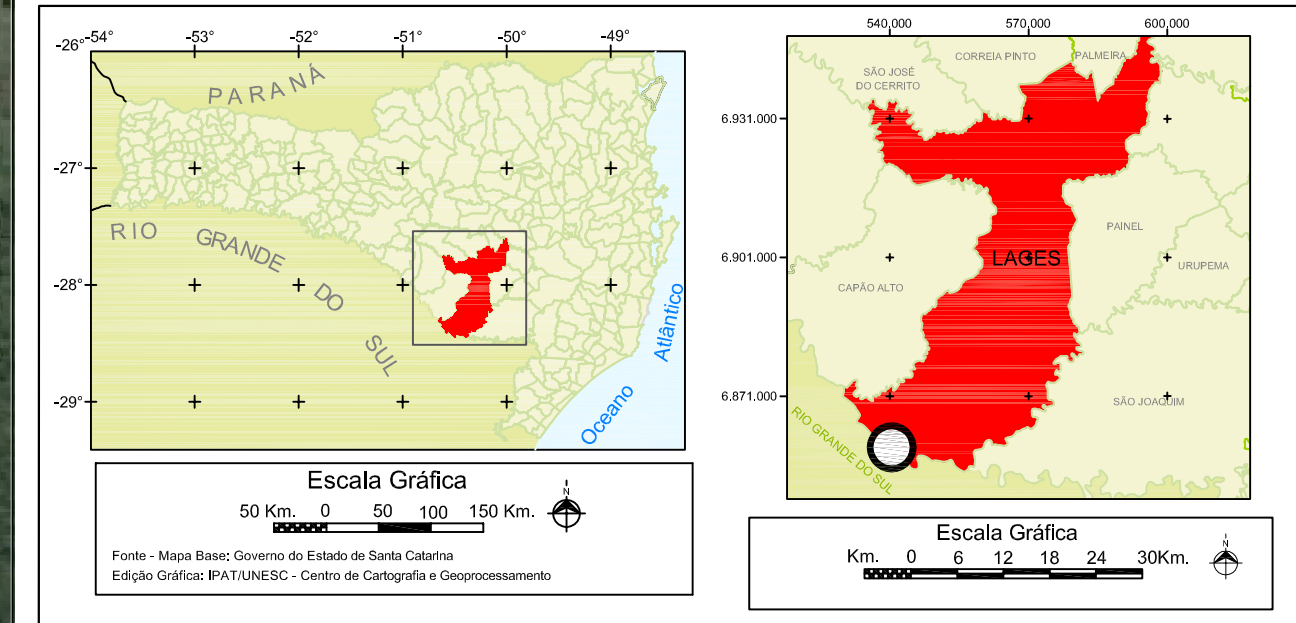 -54° -53° -52° -51° -50° -49°
-26°
-27°
-28°
-29°
PARANÁ
RIO GRANDE DO SUL
Oceano Atlântico
Escala Gráfica
50 Km. 0 50 100 150 Km.
N
Fonte - Mapa Base: Governo do Estado de Santa Catarina
Edição Gráfica: IPAT/UNESC - Centro de Cartografia e Geoprocessamento
540,000 570,000 600,000
6.931.000
6.901.000
6.871.000
CORREIA PINTO
PALMEIRA
SÃO JOSÉ
DO CERRITO
PAINEL
LAGES
URUPEMA
CAPÃO ALTO
SÃO JOAQUIM
RIO GRANDE DO SUL
Escala Gráfica
Km. 0 6 12 18 24 30Km.
N